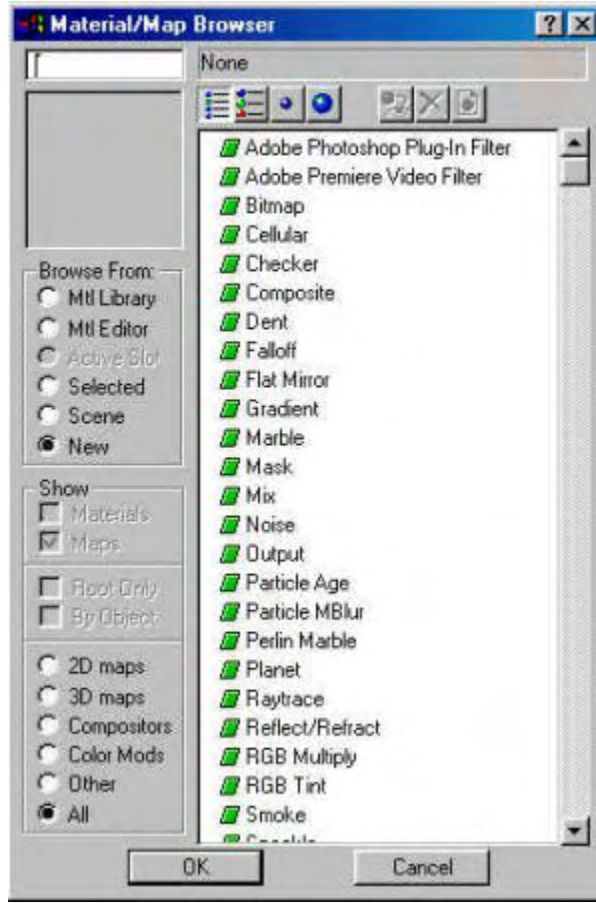 Material/Map Browser
None
Browse From:
Mtl Library
Mtl Editor
Active Slot
Selected
Scene
New
Show
Materials
Maps
Root Only
By Object
2D maps
3D maps
Compositors
Color Mods
Other
All
Adobe Photoshop Plug-In Filter
Adobe Premiere Video Filter
Bitmap
Cellular
Checker
Composite
Dent
Falloff
Flat Mirror
Gradient
Marble
Mask
Mix
Noise
Output
Particle Age
Particle MBlur
Perlin Marble
Planet
Raytrace
Reflect/Refract
RGB Multiply
RGB Tint
Smoke
OK
Cancel